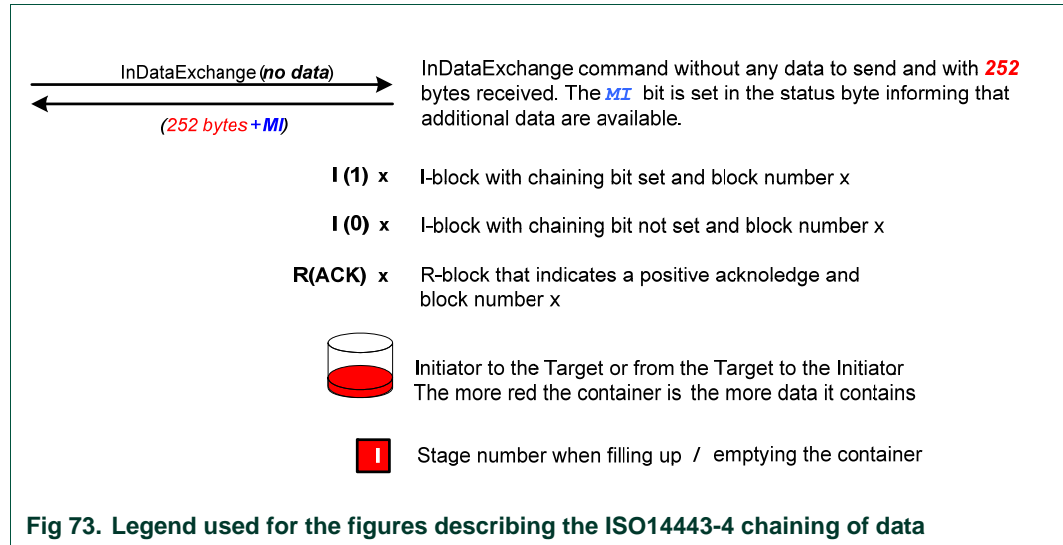 InDataExchange (no data)
(252 bytes+MI)
InDataExchange command without any data to send and with 252
bytes received. The MI bit is set in the status byte informing that
additional data are available.
I (1) x I-block with chaining bit set and block number x
I (0) x I-block with chaining bit not set and block number x
R(ACK) x R-block that indicates a positive acknoledge and
block number x
Initiator to the Target or from the Target to the Initiator
The more red the container is the more data it contains
I Stage number when filling up / emptying the container
Fig 73. Legend used for the figures describing the ISO14443-4 chaining of data